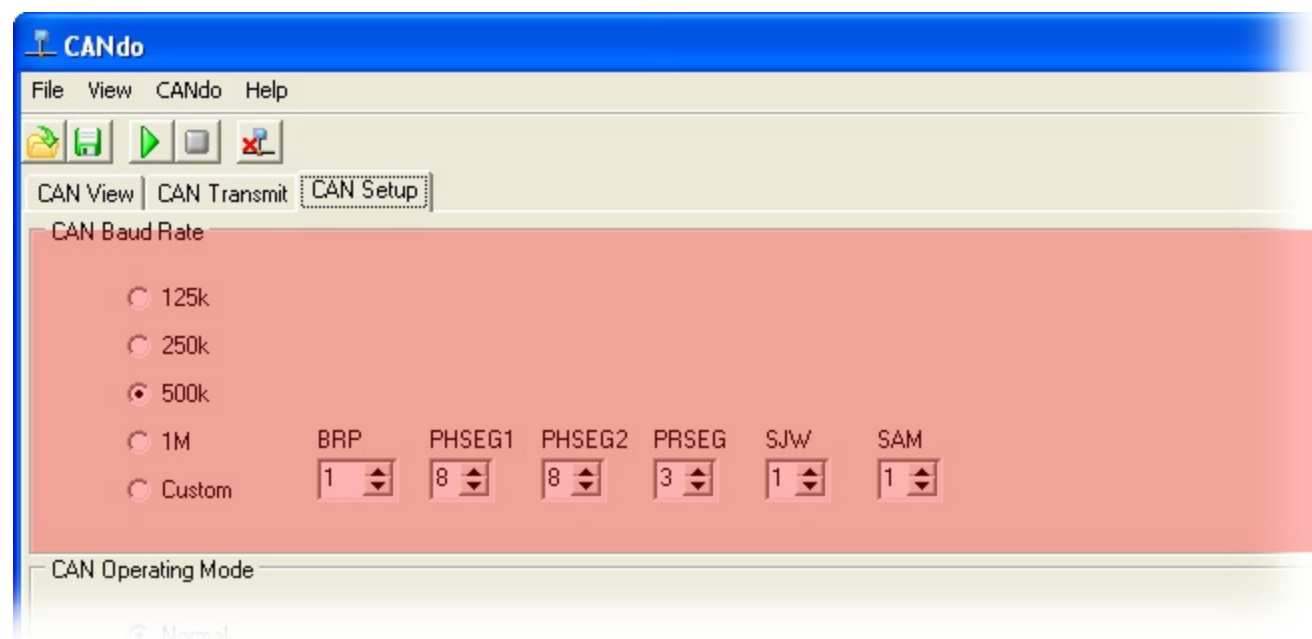 CANdo
File View CANdo Help
CAN View CAN Transmit CAN Setup
CAN Baud Rate
125k
250k
500k
1M
Custom
BRP PHSEG1 PHSEG2 PRSEG SJW SAM
1 8 8 3 1 1
CAN Operating Mode
Normal